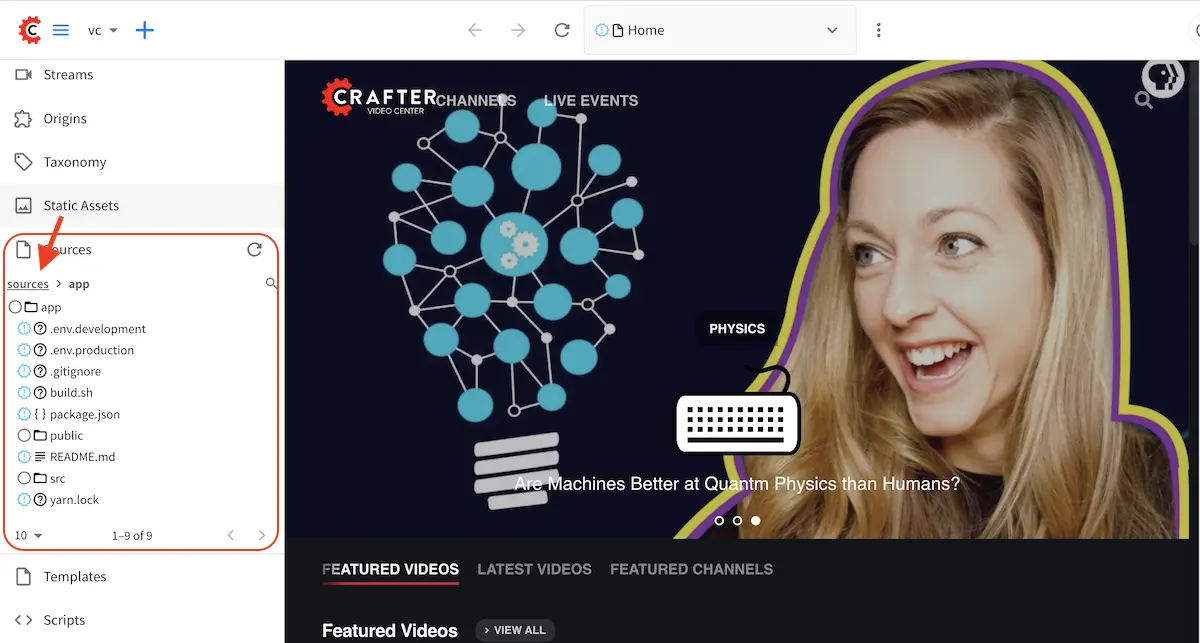 vc
Home
Streams
Origins
Taxonomy
Static Assets
sources > app
app
.env.development
.env.production
.gitignore
build.sh
{ } package.json
public
README.md
src
yarn.lock
10
1–9 of 9
Templates
Scripts
CRAFTER
VIDEO CENTER
CHANNELS
LIVE EVENTS
PHYSICS
Are Machines Better at Quantm Physics than Humans?
FEATURED VIDEOS
LATEST VIDEOS
FEATURED CHANNELS
Featured Videos
› VIEW ALL